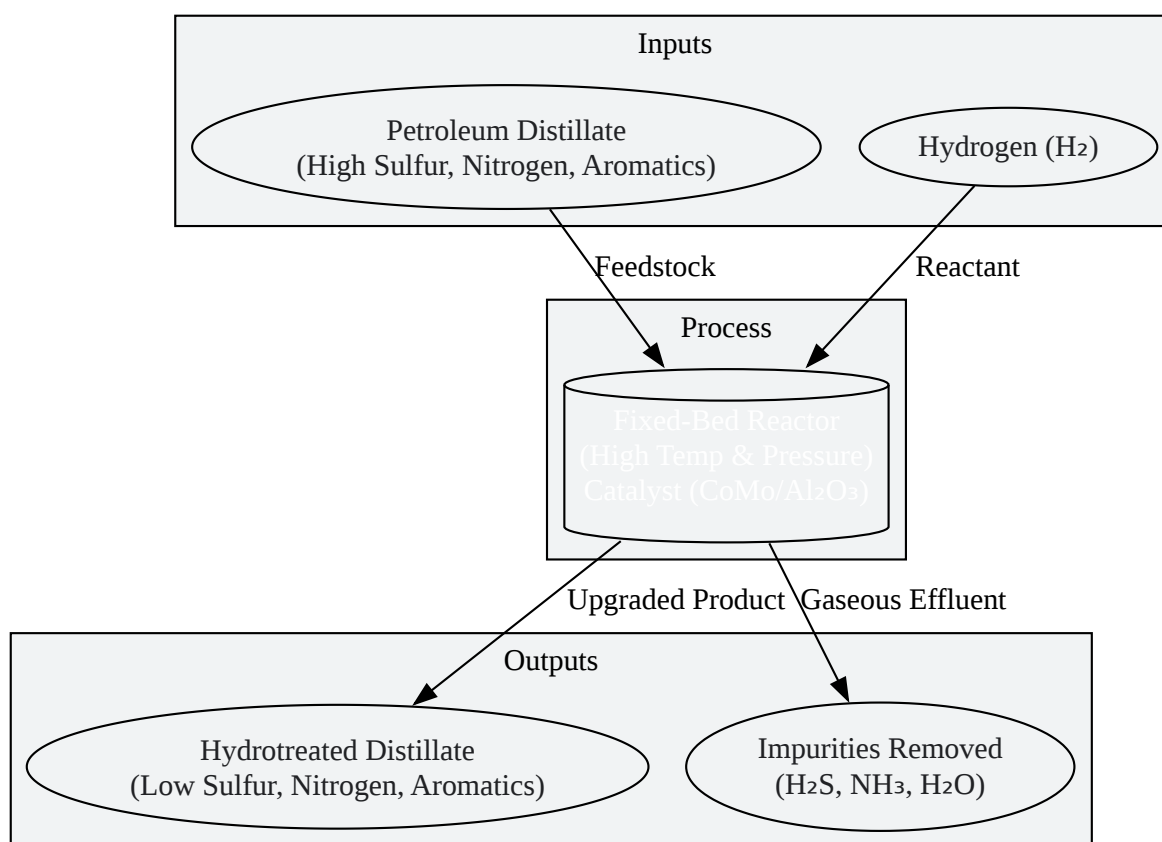 Inputs
Petroleum Distillate
(High Sulfur, Nitrogen, Aromatics)
Hydrogen (H₂)
Feedstock
Reactant
Process
Fixed-Bed Reactor
(High Temp & Pressure)
Catalyst (CoMo/Al₂O₃)
Upgraded Product
Gaseous Effluent
Outputs
Hydrotreated Distillate
(Low Sulfur, Nitrogen, Aromatics)
Impurities Removed
(H₂S, NH₃, H₂O)